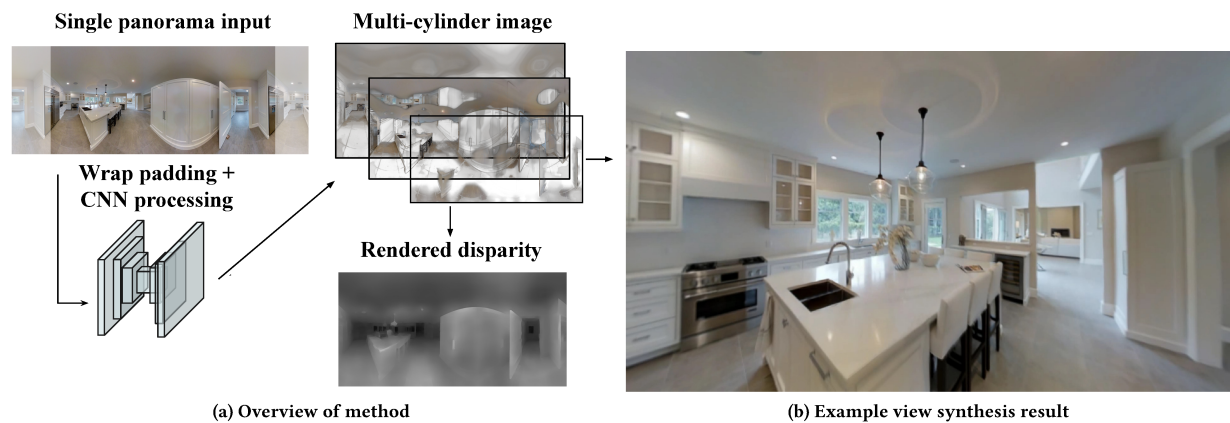 Single panorama input
Multi-cylinder image
Wrap padding +
CNN processing
Rendered disparity
(a) Overview of method
(b) Example view synthesis result